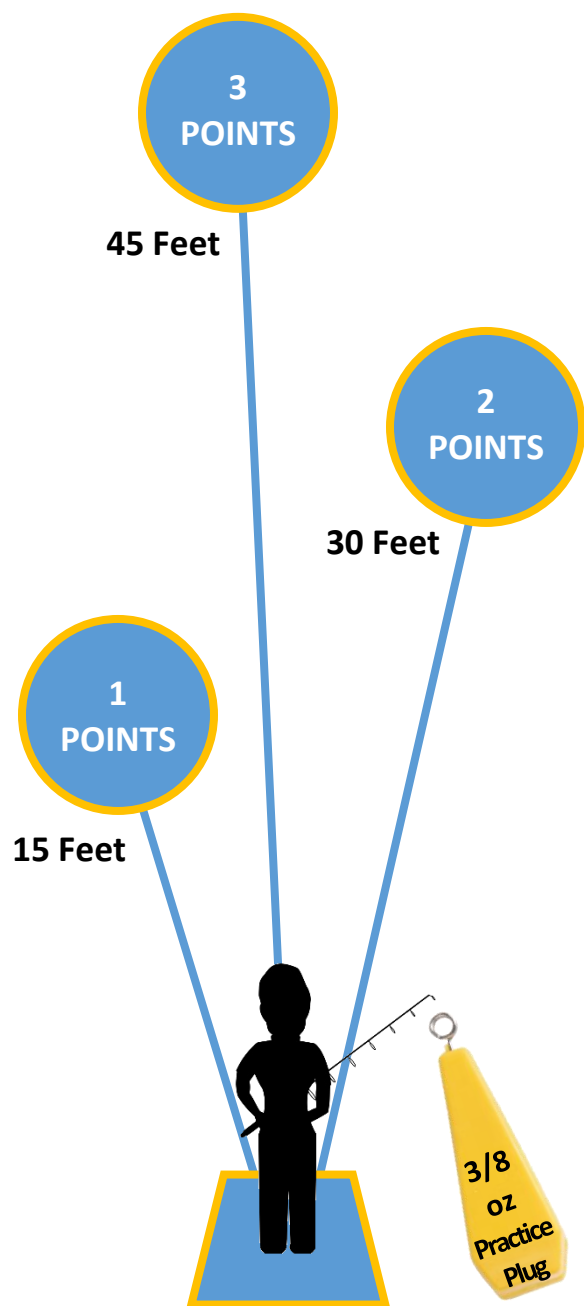 3
POINTS
45 Feet
2
POINTS
30 Feet
1
POINTS
15 Feet
3/8
oz
Practice
Plug